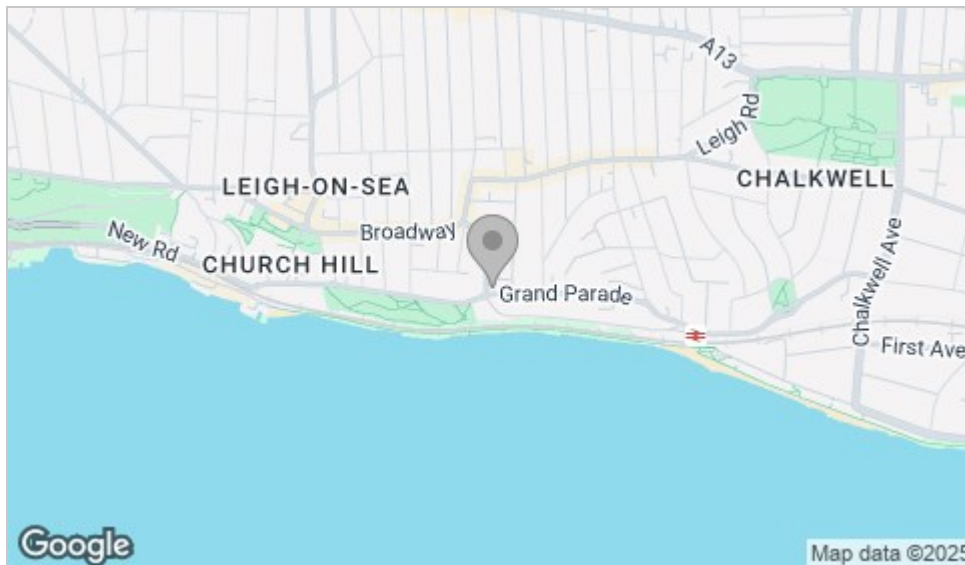 A13
Leigh Rd
LEIGH-ON-SEA
CHALKWELL
Broadway
New Rd
CHURCH HILL
Grand Parade
Chalkwell Ave
First Ave
Google
Map data ©2025